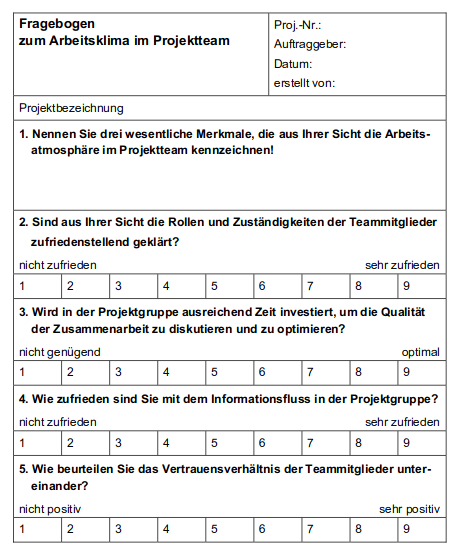 Fragebogen
zum Arbeitsklima im Projektteam
Proj.-Nr.:
Auftraggeber:
Datum:
erstellt von:
Projektbezeichnung
1. Nennen Sie drei wesentliche Merkmale, die aus Ihrer Sicht die Arbeits-
atmosphäre im Projektteam kennzeichnen!
2. Sind aus Ihrer Sicht die Rollen und Zuständigkeiten der Teammitglieder
zufriedenstellend geklärt?
nicht zufrieden sehr zufrieden
1 2 3 4 5 6 7 8 9
3. Wird in der Projektgruppe ausreichend Zeit investiert, um die Qualität
der Zusammenarbeit zu diskutieren und zu optimieren?
nicht genügend optimal
1 2 3 4 5 6 7 8 9
4. Wie zufrieden sind Sie mit dem Informationsfluss in der Projektgruppe?
nicht zufrieden sehr zufrieden
1 2 3 4 5 6 7 8 9
5. Wie beurteilen Sie das Vertrauensverhältnis der Teammitglieder unter-
einander?
nicht positiv sehr positiv
1 2 3 4 5 6 7 8 9